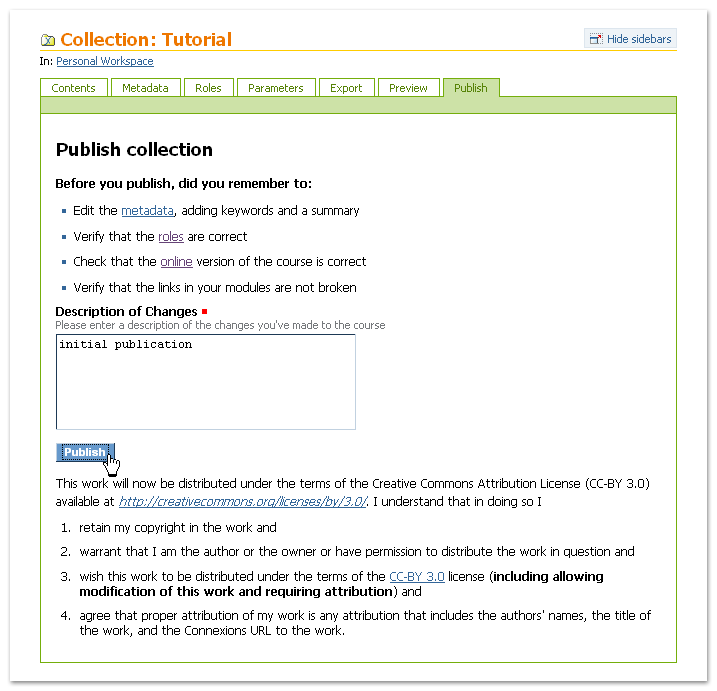 Collection: Tutorial
Hide sidebars
In: Personal Workspace
Contents Metadata Roles Parameters Export Preview Publish
Publish collection
Before you publish, did you remember to:
Edit the metadata, adding keywords and a summary
Verify that the roles are correct
Check that the online version of the course is correct
Verify that the links in your modules are not broken
Description of Changes
Please enter a description of the changes you've made to the course
initial publication
Publish
This work will now be distributed under the terms of the Creative Commons Attribution License (CC-BY 3.0)
available at http://creativecommons.org/licenses/by/3.0/. I understand that in doing so I
1. retain my copyright in the work and
2. warrant that I am the author or the owner or have permission to distribute the work in question and
3. wish this work to be distributed under the terms of the CC-BY 3.0 license (including allowing
modification of this work and requiring attribution) and
4. agree that proper attribution of my work is any attribution that includes the authors' names, the title of
the work, and the Connexions URL to the work.